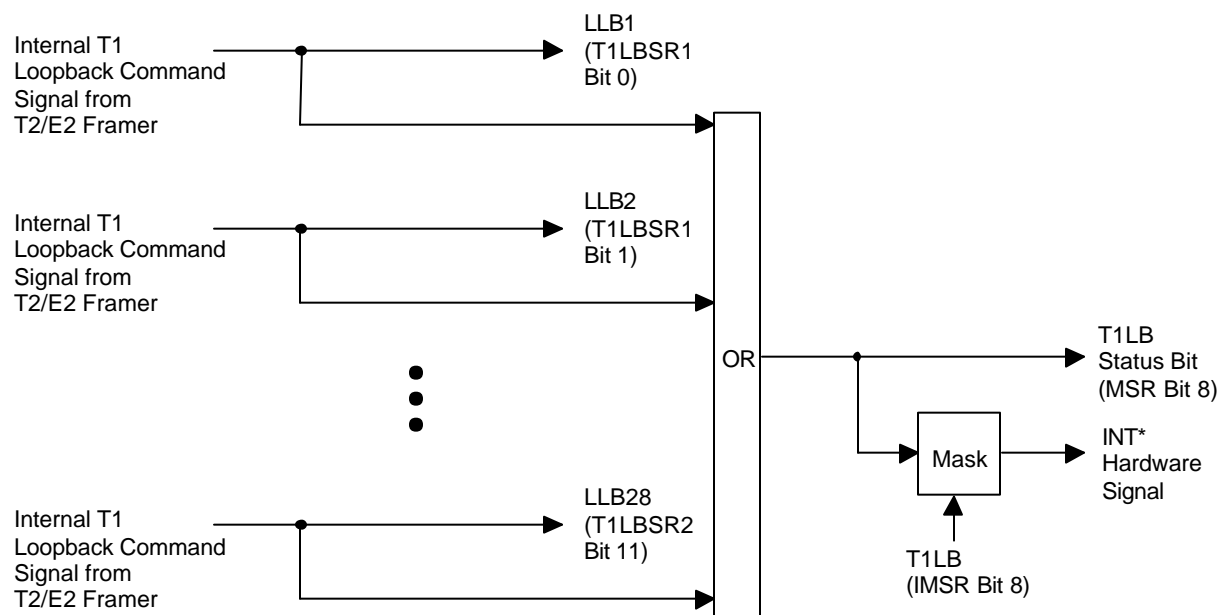 Internal T1
Loopback Command
Signal from
T2/E2 Framer
LLB1
(T1LBSR1
Bit 0)
Internal T1
Loopback Command
Signal from
T2/E2 Framer
LLB2
(T1LBSR1
Bit 1)
OR
T1LB
Status Bit
(MSR Bit 8)
Mask
INT*
Hardware
Signal
T1LB
(IMSR Bit 8)
Internal T1
Loopback Command
Signal from
T2/E2 Framer
LLB28
(T1LBSR2
Bit 11)